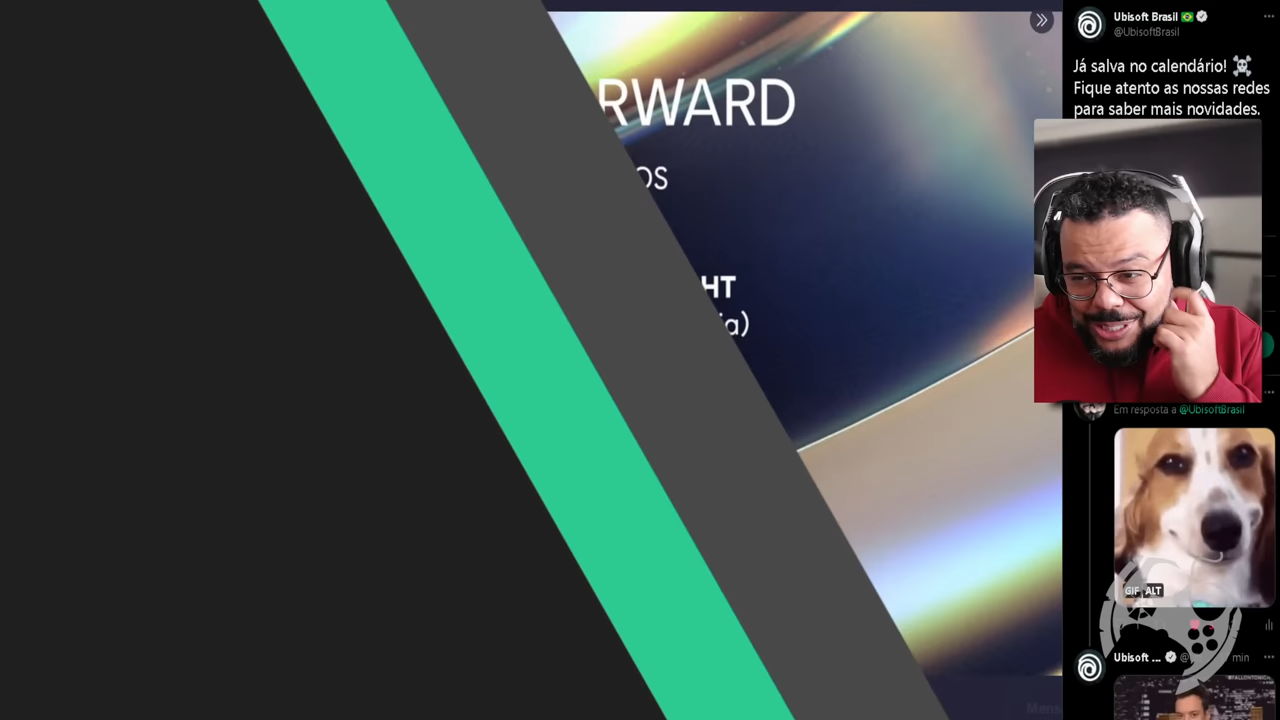 RWARD
OS
HT
a)
Ubisoft Brasil
@UbisoftBrasil
Já salva no calendário!
Fique atento as nossas redes
para saber mais novidades.
Em resposta a @UbisoftBrasil
GIF ALT
Ubisoft ...
min